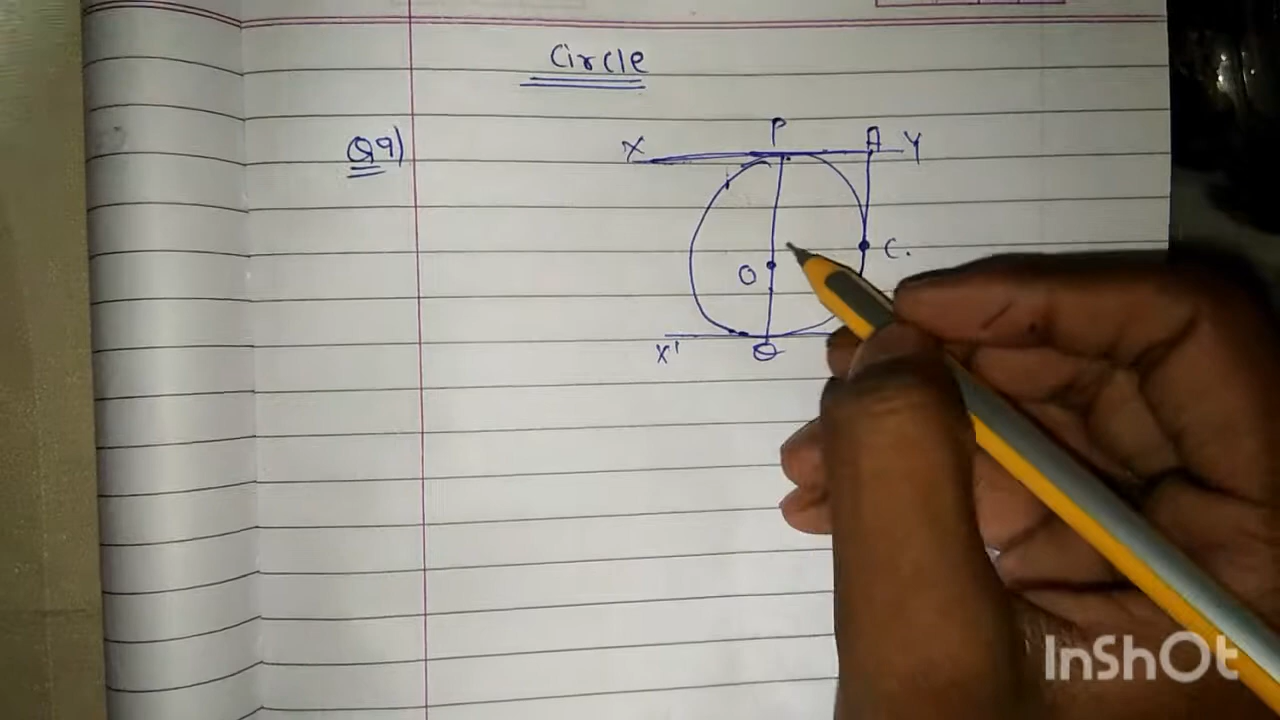 Circle
Q9)
P
X A Y
C.
O
X' Q
InShOt